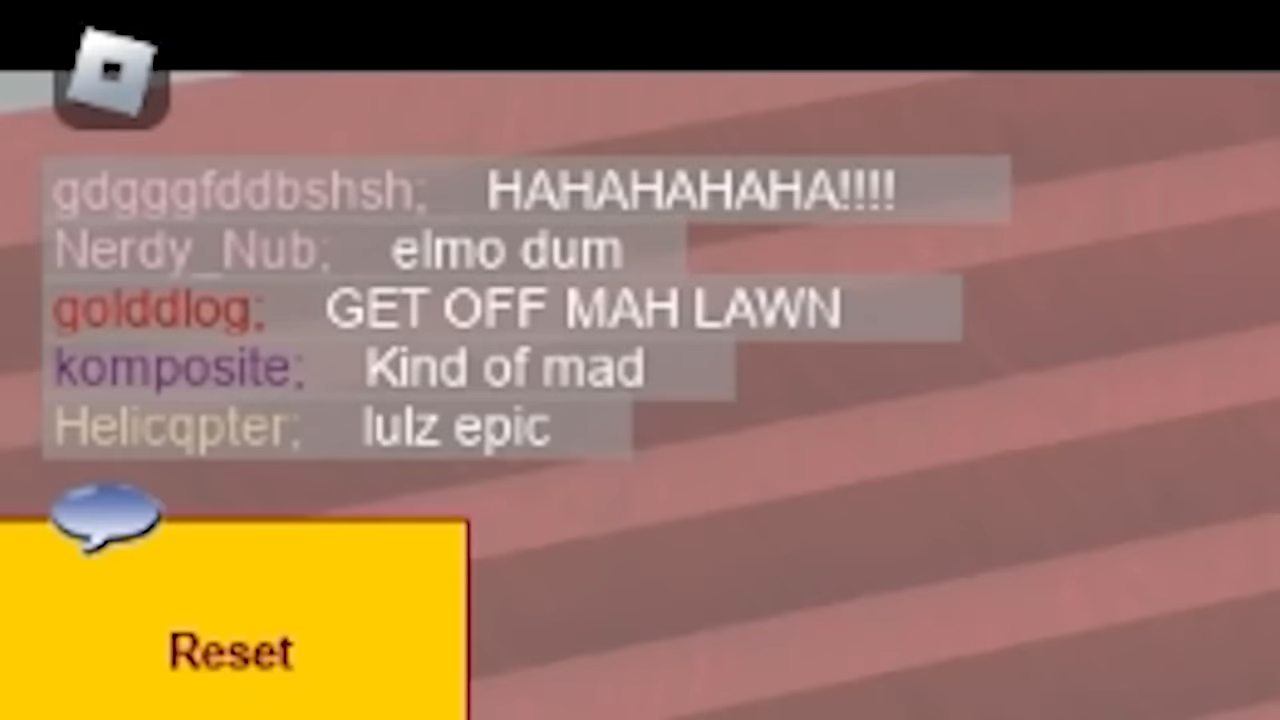 gdgggfddbshsh; HAHAHAHAHA!!!!
Nerdy_Nub; elmo dum
golddlog; GET OFF MAH LAWN
komposite; Kind of mad
Helicqpter; lulz epic
Reset